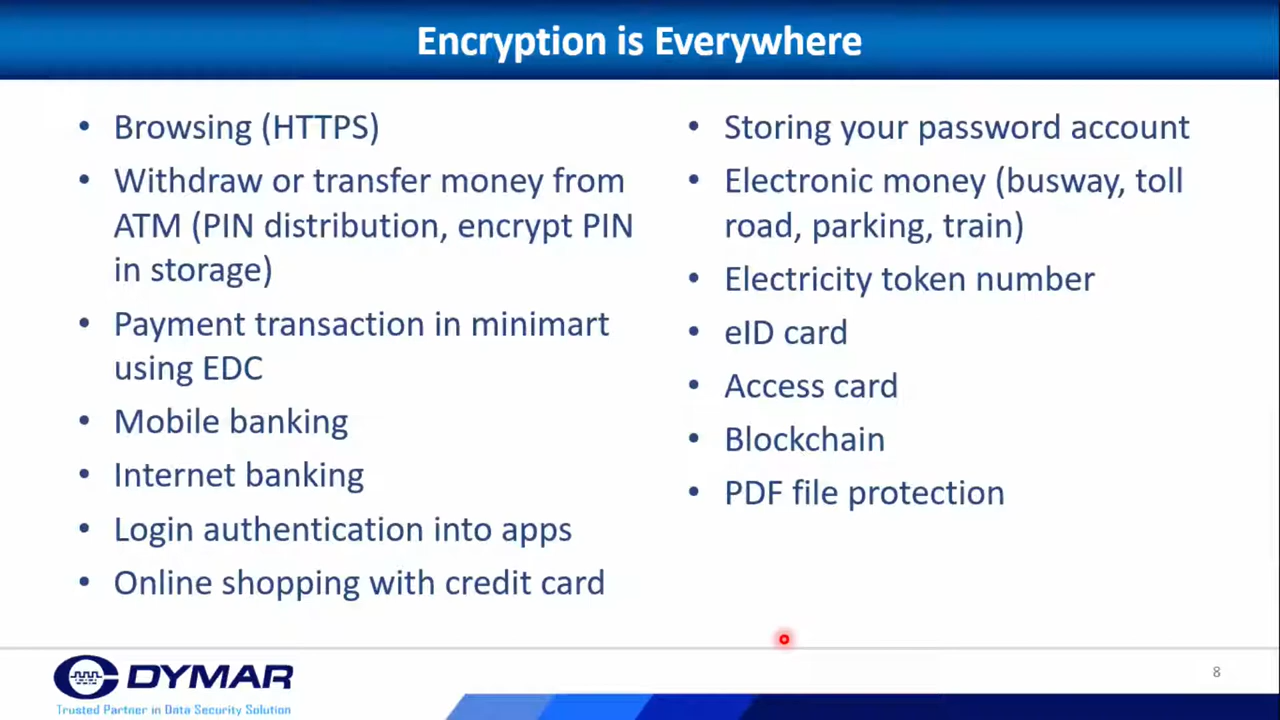 Encryption is Everywhere
• Browsing (HTTPS)
• Withdraw or transfer money from
ATM (PIN distribution, encrypt PIN
in storage)
• Payment transaction in minimart
using EDC
• Mobile banking
• Internet banking
• Login authentication into apps
• Online shopping with credit card
• Storing your password account
• Electronic money (busway, toll
road, parking, train)
• Electricity token number
• eID card
• Access card
• Blockchain
• PDF file protection
DYMAR
Trusted Partner in Data Security Solution
8